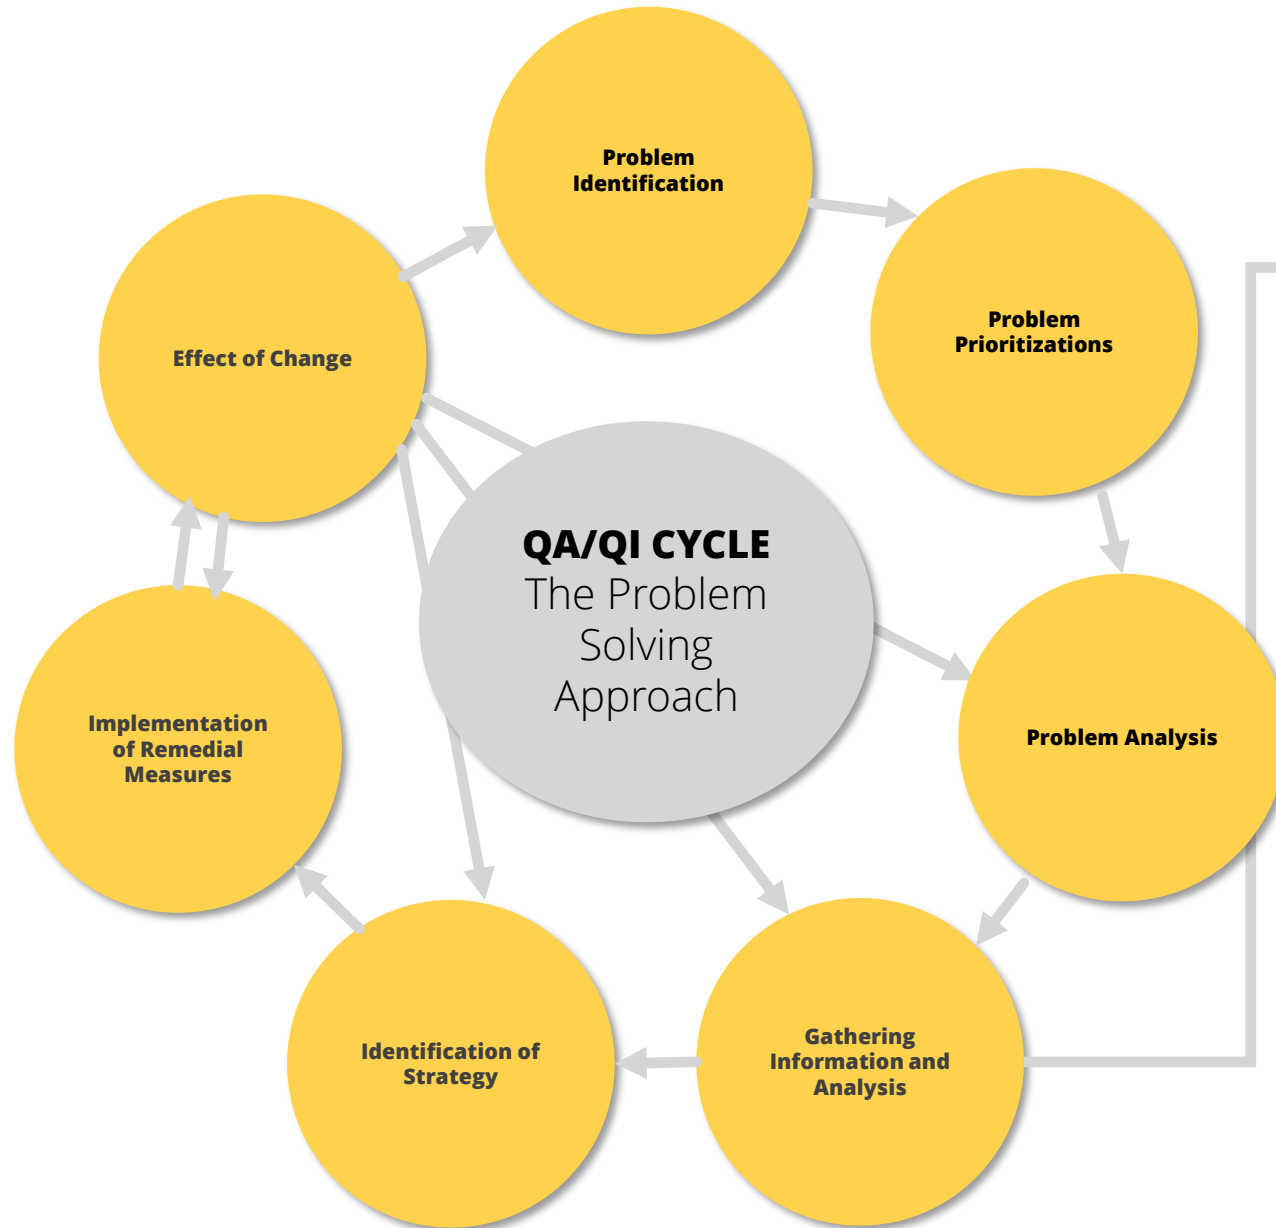 Problem
Identification
Problem
Prioritizations
Effect of Change
QA/QI CYCLE
The Problem
Solving
Approach
Problem Analysis
Implementation
of Remedial
Measures
Gathering
Information and
Analysis
Identification of
Strategy